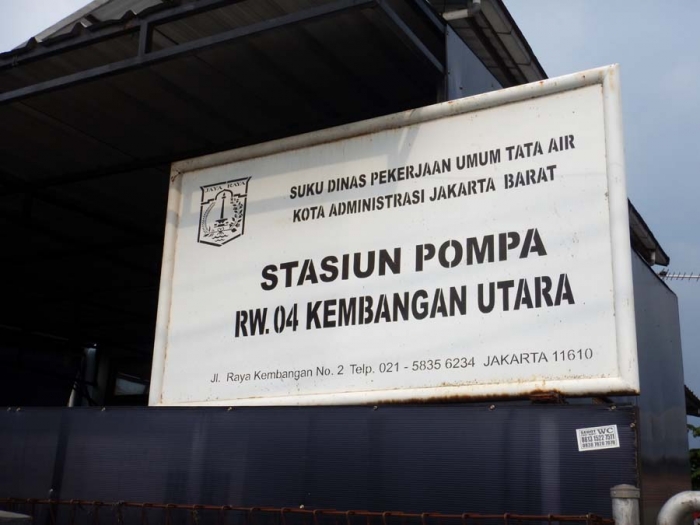 JAYA RAYA
SUKU DINAS PEKERJAAN UMUM TATA AIR
KOTA ADMINISTRASI JAKARTA BARAT
STASIUN POMPA
RW.04 KEMBANGAN UTARA
Jl. Raya Kembangan No. 2 Telp. 021 - 5835 6234 JAKARTA 11610
WC